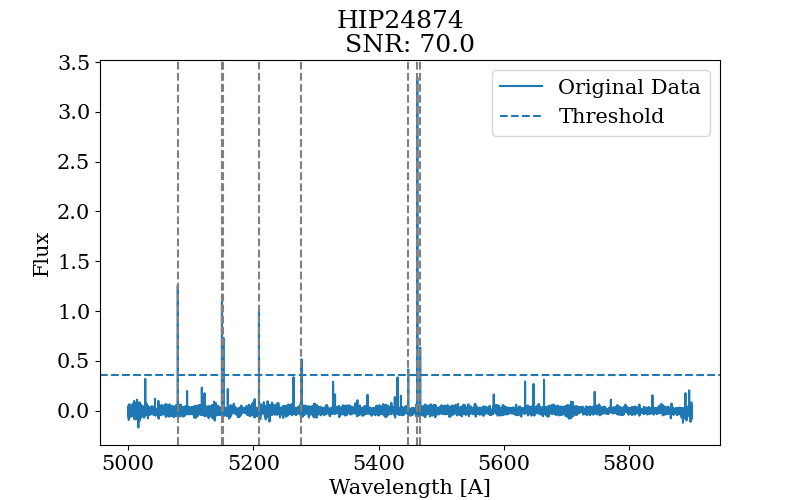 HIP24874
SNR: 70.0
Original Data
Threshold
3.5
3.0
2.5
2.0
1.5
1.0
0.5
0.0
Flux
5000 5200 5400 5600 5800
Wavelength [A]